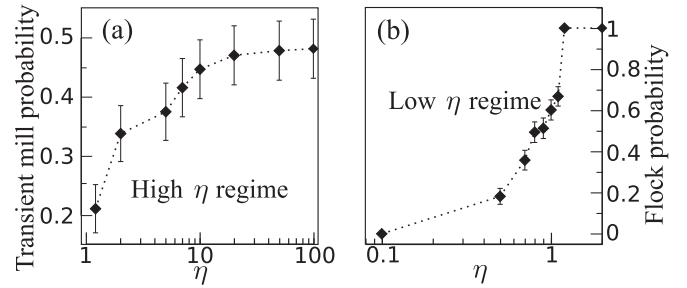 (a)
Transient mill probability
0.5
0.4
0.3
0.2
High η regime
1
10
100
η
(b)
Low η regime
Flock probability
1
0.8
0.6
0.4
0.2
0
0.1
1
η